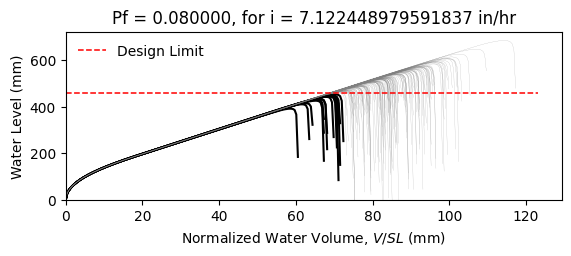 Pf = 0.080000, for i = 7.122448979591837 in/hr
Design Limit
Water Level (mm)
600
400
200
0
0 20 40 60 80 100 120
Normalized Water Volume, V/SL (mm)